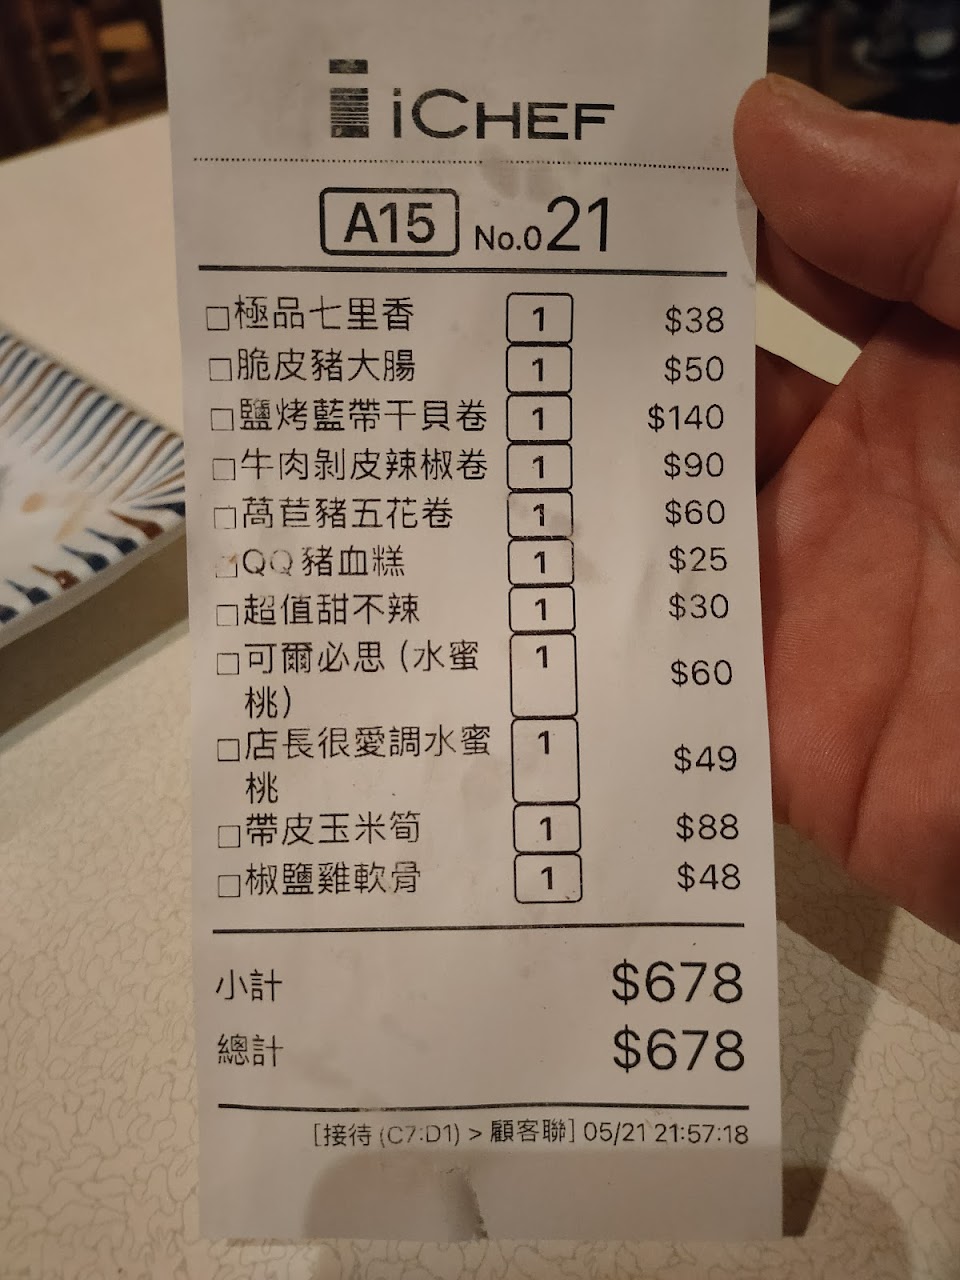 iCHEF
A15 No.021
□極品七里香 1 $38
□脆皮豬大腸 1 $50
□鹽烤藍帶干貝卷 1 $140
□牛肉剝皮辣椒卷 1 $90
□萵苣豬五花卷 1 $60
□QQ豬血糕 1 $25
□超值甜不辣 1 $30
□可爾必思(水蜜 1 $60
桃)
□店長很愛調水蜜 1 $49
桃
□帶皮玉米筍 1 $88
□椒鹽雞軟骨 1 $48
小計 $678
總計 $678
[接待 (C7:D1) > 顧客聯] 05/21 21:57:18